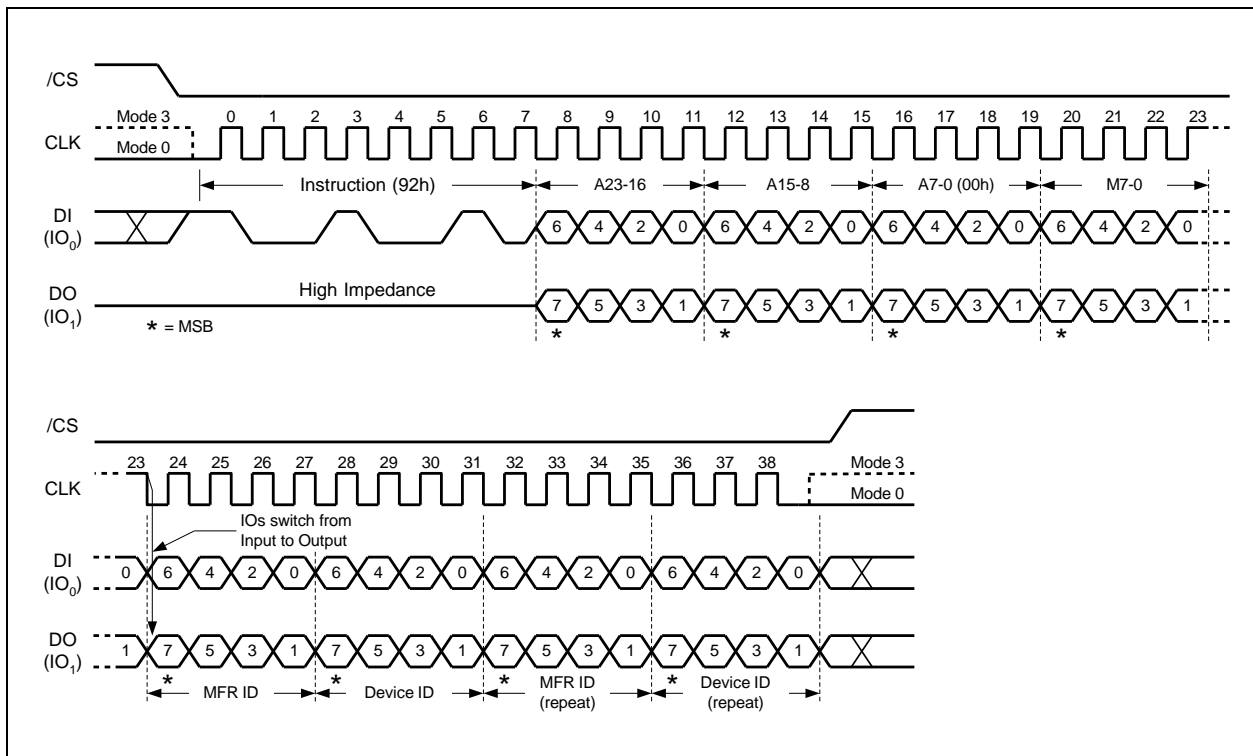 /CS
Mode 3 0 1 2 3 4 5 6 7 8 9 10 11 12 13 14 15 16 17 18 19 20 21 22 23
CLK
Mode 0
Instruction (92h) A23-16 A15-8 A7-0 (00h) M7-0
DI
(IO0)
6 4 2 0 6 4 2 0 6 4 2 0 6 4 2 0
High Impedance
DO
(IO1)
7 5 3 1 7 5 3 1 7 5 3 1 7 5 3 1
* = MSB
* * * *
/CS
23 24 25 26 27 28 29 30 31 32 33 34 35 36 37 38 Mode 3
CLK
Mode 0
IOs switch from
Input to Output
DI
(IO0)
0 6 4 2 0 6 4 2 0 6 4 2 0 6 4 2 0
DO
(IO1)
1 7 5 3 1 7 5 3 1 7 5 3 1 7 5 3 1
* * * *
MFR ID Device ID MFR ID
(repeat)
Device ID
(repeat)